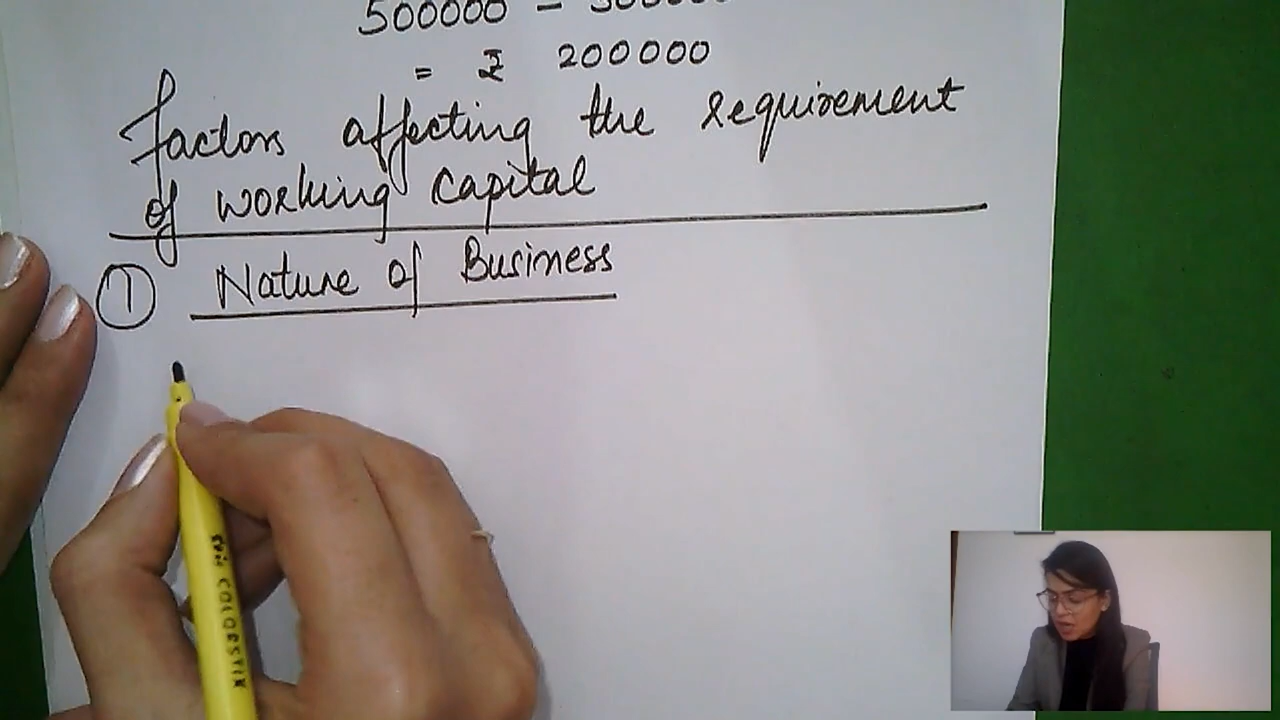 500000 -
= ₹ 200000
factors affecting the requirement
of working capital
① Nature of Business
COLORSTIX